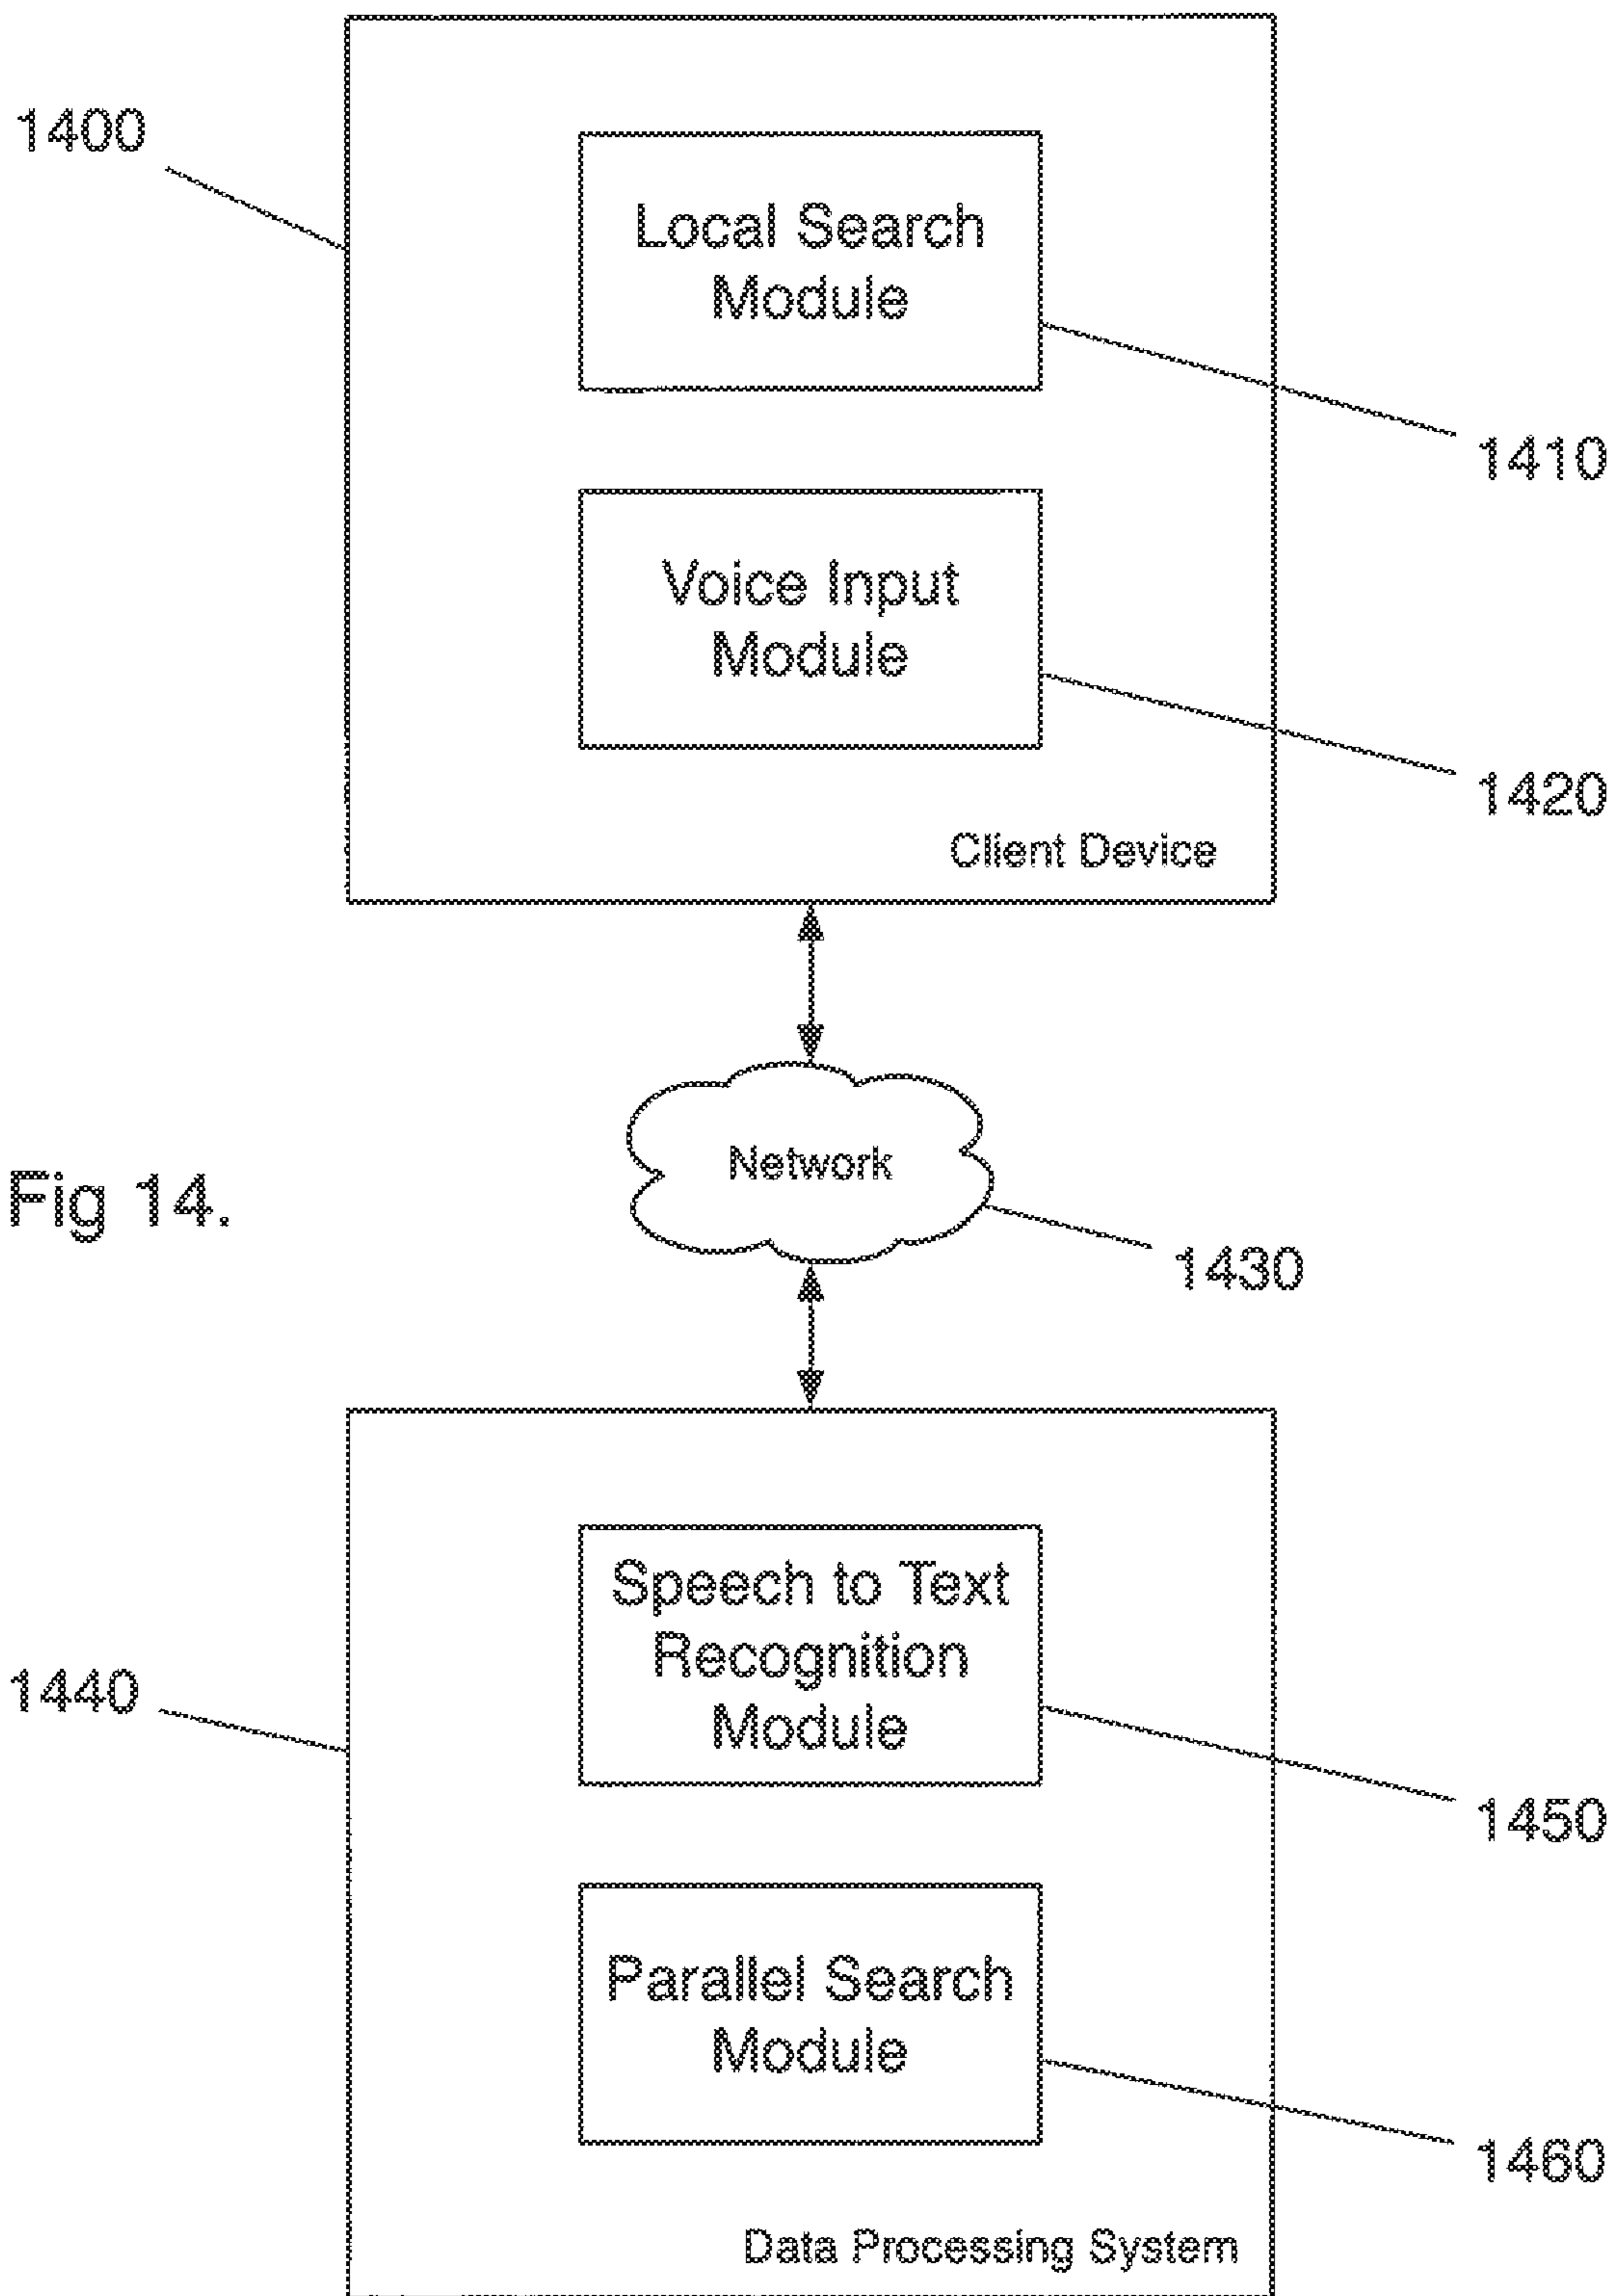 1400
Local Search
Module
1410
Voice Input
Module
1420
Client Device
Network
Fig 14.
1430
Speech to Text
Recognition
Module
1440
1450
Parallel Search
Module
1460
Data Processing System